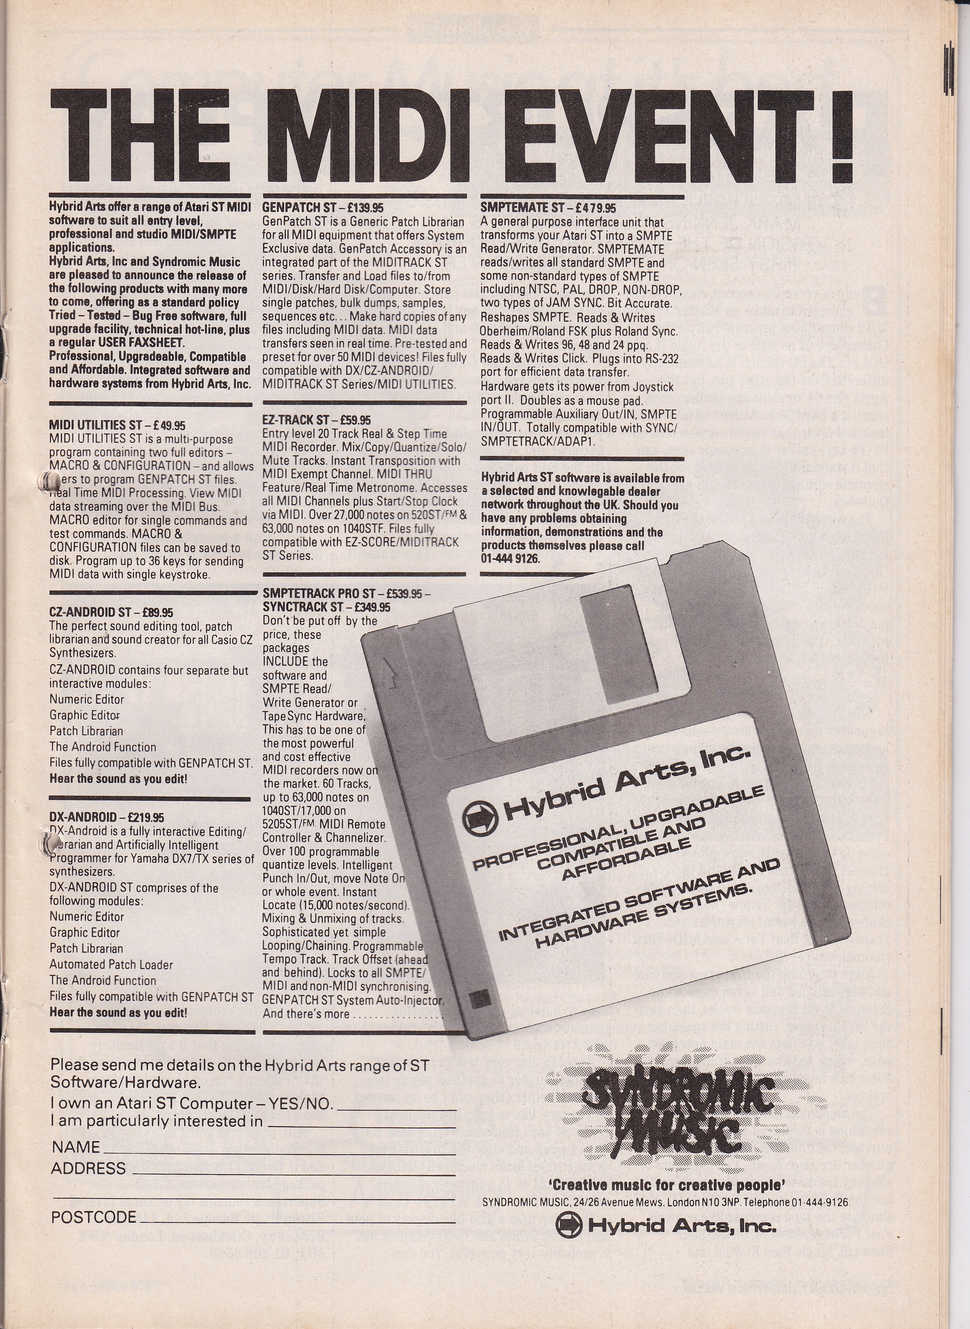 THE MIDI EVENT!
Hybrid Arts offer a range of Atari ST MIDI
software to suit all entry level,
professional and studio MIDI/SMPTE
applications.
Hybrid Arts, Inc and Syndromic Music
are pleased to announce the release of
the following products with many more
to come, offering as a standard policy
Tried – Tested – Bug Free software, full
upgrade facility, technical hot-line, plus
a regular USER FAXSHEET.
Professional, Upgradeable, Compatible
and Affordable. Integrated software and
hardware systems from Hybrid Arts, Inc.
MIDI UTILITIES ST – £49.95
MIDI UTILITIES ST is a multi-purpose
program containing two full editors –
MACRO & CONFIGURATION – and allows
ers to program GENPATCH ST files.
Real Time MIDI Processing. View MIDI
data streaming over the MIDI Bus.
MACRO editor for single commands and
test commands. MACRO &
CONFIGURATION files can be saved to
disk. Program up to 36 keys for sending
MIDI data with single keystroke.
CZ-ANDROID ST – £89.95
The perfect sound editing tool, patch
librarian and sound creator for all Casio CZ
Synthesizers.
CZ-ANDROID contains four separate but
interactive modules:
Numeric Editor
Graphic Editor
Patch Librarian
The Android Function
Files fully compatible with GENPATCH ST.
Hear the sound as you edit!
DX-ANDROID – £219.95
DX-Android is a fully interactive Editing/
brarian and Artificially Intelligent
Programmer for Yamaha DX7/TX series of
synthesizers.
DX-ANDROID ST comprises of the
following modules:
Numeric Editor
Graphic Editor
Patch Librarian
Automated Patch Loader
The Android Function
Files fully compatible with GENPATCH ST
Hear the sound as you edit!
GENPATCH ST – £139.95
GenPatch ST is a Generic Patch Librarian
for all MIDI equipment that offers System
Exclusive data. GenPatch Accessory is an
integrated part of the MIDITRACK ST
series. Transfer and Load files to/from
MIDI/Disk/Hard Disk/Computer. Store
single patches, bulk dumps, samples,
sequences etc... Make hard copies of any
files including MIDI data. MIDI data
transfers seen in real time. Pre-tested and
preset for over 50 MIDI devices! Files fully
compatible with DX/CZ-ANDROID/
MIDITRACK ST Series/MIDI UTILITIES.
EZ-TRACK ST – £59.95
Entry level 20 Track Real & Step Time
MIDI Recorder. Mix/Copy/Quantize/Solo/
Mute Tracks. Instant Transposition with
MIDI Exempt Channel. MIDI THRU
Feature/Real Time Metronome. Accesses
all MIDI Channels plus Start/Stop Clock
via MIDI. Over 27,000 notes on 520ST/FM &
63,000 notes on 1040STF. Files fully
compatible with EZ-SCORE/MIDITRACK
ST Series.
SMPTETRACK PRO ST – £539.95 –
SYNCTRACK ST – £349.95
Don't be put off by the
price, these
packages
INCLUDE the
software and
SMPTE Read/
Write Generator or
TapeSync Hardware,
This has to be one of
the most powerful
and cost effective
MIDI recorders now on
the market. 60 Tracks,
up to 63,000 notes on
1040ST/17,000 on
5205ST/FM. MIDI Remote
Controller & Channelizer.
Over 100 programmable
quantize levels. Intelligent
Punch In/Out, move Note On
or whole event. Instant
Locate (15,000 notes/second).
Mixing & Unmixing of tracks.
Sophisticated yet simple
Looping/Chaining. Programmable
Tempo Track. Track Offset (ahead
and behind). Locks to all SMPTE/
MIDI and non-MIDI synchronising.
GENPATCH ST System Auto-Injector.
And there's more ................
SMPTEMATE ST – £479.95
A general purpose interface unit that
transforms your Atari ST into a SMPTE
Read/Write Generator. SMPTEMATE
reads/writes all standard SMPTE and
some non-standard types of SMPTE
including NTSC, PAL, DROP, NON-DROP,
two types of JAM SYNC. Bit Accurate.
Reshapes SMPTE. Reads & Writes
Oberheim/Roland FSK plus Roland Sync.
Reads & Writes 96, 48 and 24 ppq.
Reads & Writes Click. Plugs into RS-232
port for efficient data transfer.
Hardware gets its power from Joystick
port II. Doubles as a mouse pad.
Programmable Auxiliary Out/IN, SMPTE
IN/OUT. Totally compatible with SYNC/
SMPTETRACK/ADAP1.
Hybrid Arts ST software is available from
a selected and knowlegable dealer
network throughout the UK. Should you
have any problems obtaining
information, demonstrations and the
products themselves please call
01-444 9126.
Hybrid Arts, Inc.
PROFESSIONAL, UPGRADABLE
COMPATIBLE AND
AFFORDABLE
INTEGRATED SOFTWARE AND
HARDWARE SYSTEMS.
Please send me details on the Hybrid Arts range of ST
Software/Hardware.
I own an Atari ST Computer – YES/NO.
I am particularly interested in
NAME
ADDRESS
POSTCODE
SYNDROMIC
MUSIC
'Creative music for creative people'
SYNDROMIC MUSIC, 24/26 Avenue Mews, London N10 3NP. Telephone 01-444-9126
Hybrid Arts, Inc.